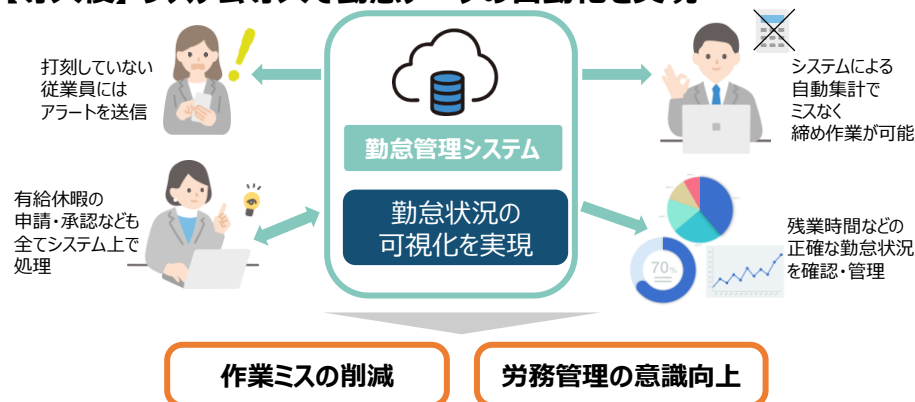 打刻していない
従業員には
アラートを送信
システムによる
自動集計で
ミスなく
締め作業が可能
勤怠管理システム
勤怠状況の
可視化を実現
有給休暇の
申請・承認なども
全てシステム上で
処理
70%
残業時間などの
正確な勤怠状況
を確認・管理
作業ミスの削減
労務管理の意識向上